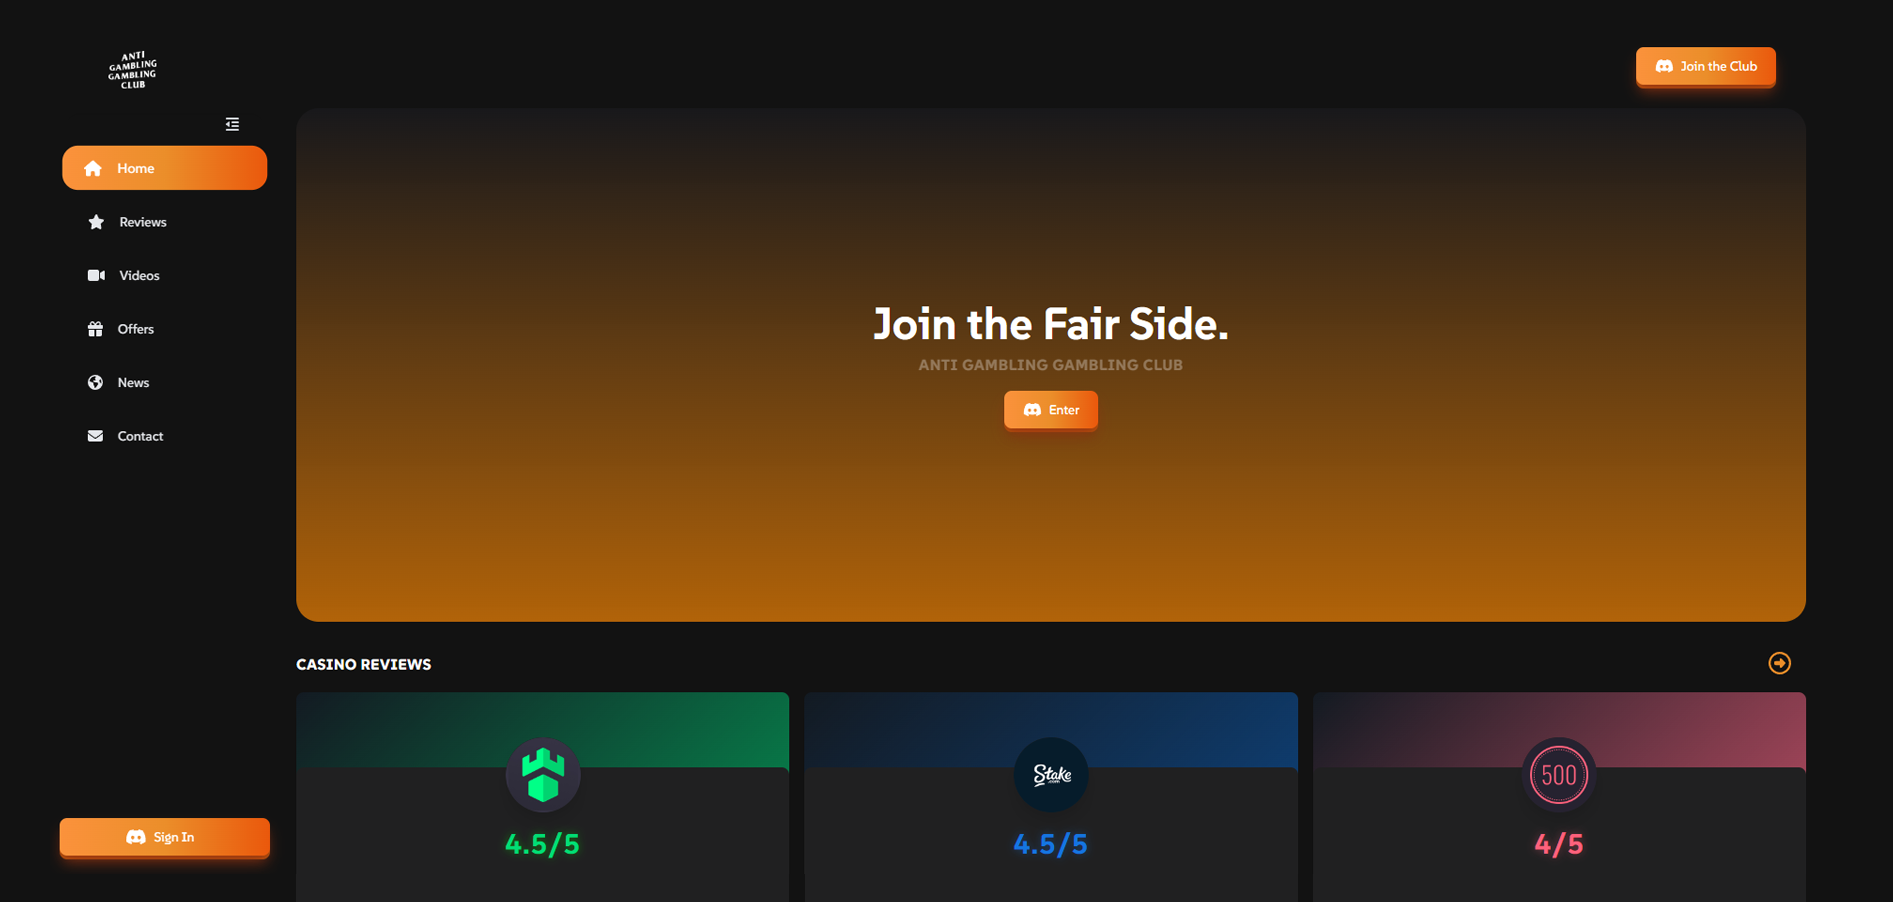 ANTI
GAMBLING
GAMBLING
CLUB
Join the Club
Home
Reviews
Videos
Offers
News
Contact
Sign In
Join the Fair Side.
ANTI GAMBLING GAMBLING CLUB
Enter
CASINO REVIEWS
4.5/5
Stake
.com
4.5/5
500
4/5